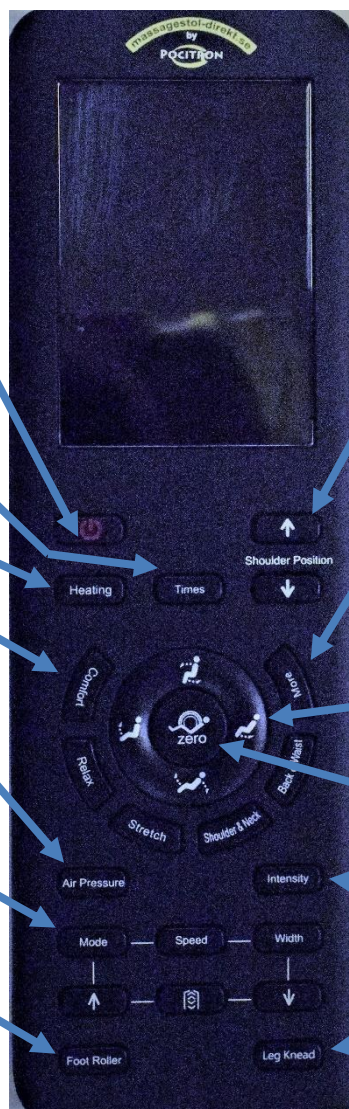 massagestol-direkt.se
by
POCITRON
Shoulder Position
Heating
Times
Comfort
More
zero
Relax
Back & Waist
Stretch
Shoulder & Neck
Air Pressure
Intensity
Mode
Speed
Width
Foot Roller
Leg Knead